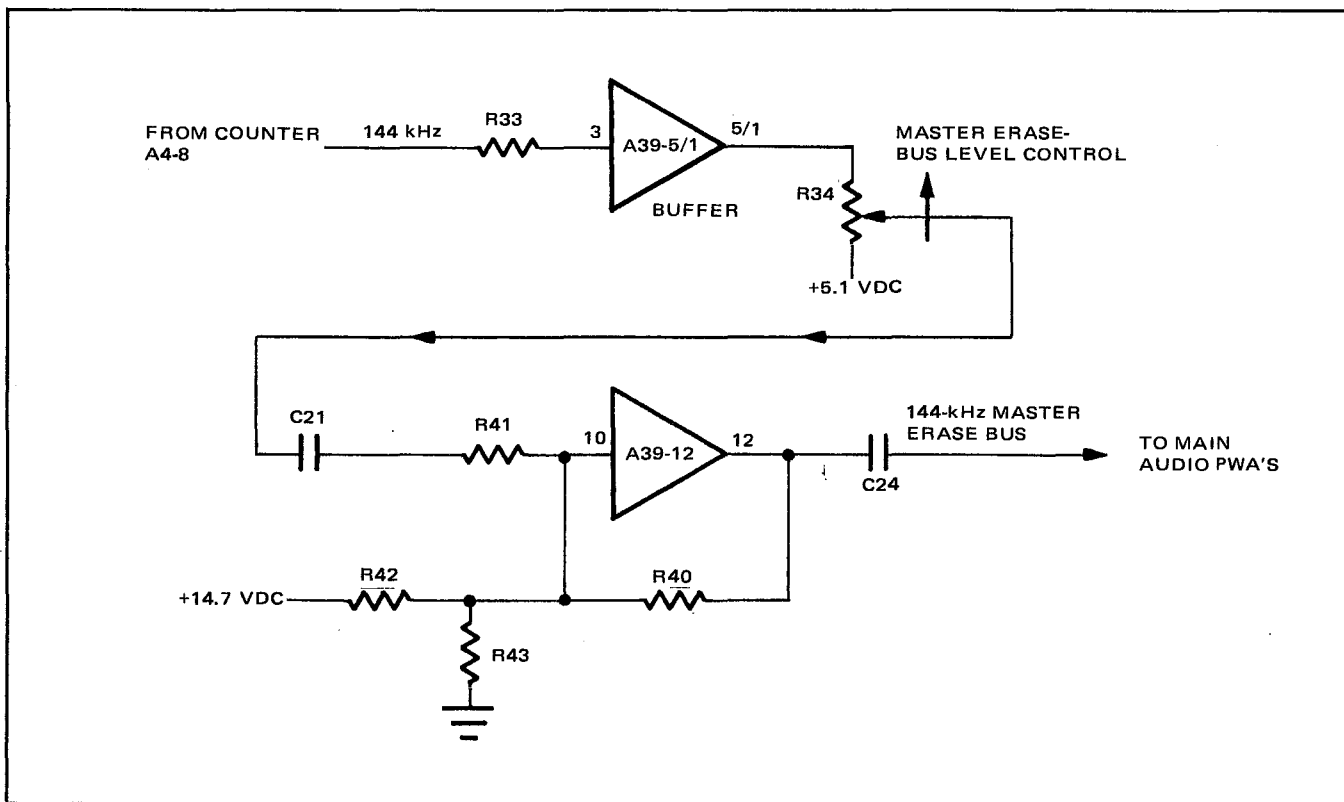 FROM COUNTER
A4-8
144 kHz
R33
3
A39-5/1
5/1
BUFFER
MASTER ERASE-
BUS LEVEL CONTROL
R34
+5.1 VDC
C21
R41
10
A39-12
12
144-kHz MASTER
ERASE BUS
C24
TO MAIN
AUDIO PWA'S
+14.7 VDC
R42
R40
R43